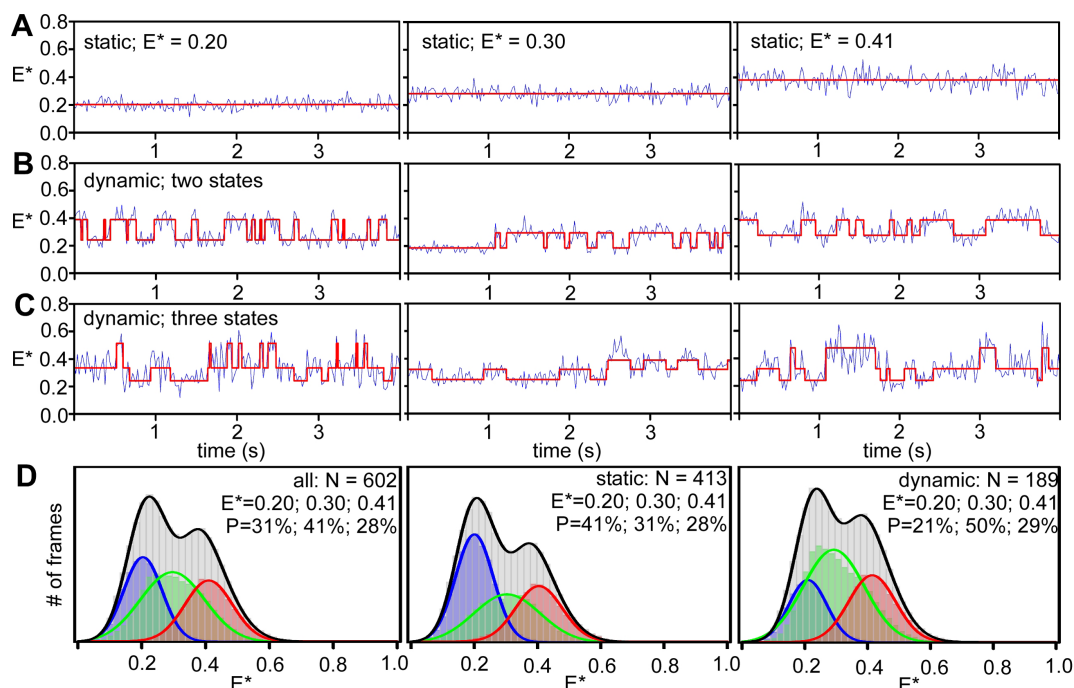 A
static; E* = 0.20
static; E* = 0.30
static; E* = 0.41
E*
0.8
0.6
0.4
0.2
0.0
1 2 3
1 2 3
1 2 3
B
dynamic; two states
E*
0.8
0.6
0.4
0.2
0.0
1 2 3
1 2 3
1 2 3
C
dynamic; three states
E*
0.8
0.6
0.4
0.2
0.0
1 2 3
1 2 3
1 2 3
time (s)
time (s)
time (s)
D
# of frames
all: N = 602
E*=0.20; 0.30; 0.41
P=31%; 41%; 28%
static: N = 413
E*=0.20; 0.30; 0.41
P=41%; 31%; 28%
dynamic: N = 189
E*=0.20; 0.30; 0.41
P=21%; 50%; 29%
0.2 0.4 0.6 0.8 1.0
0.2 0.4 0.6 0.8 1.0
0.2 0.4 0.6 0.8 1.0
E*
E*
E*